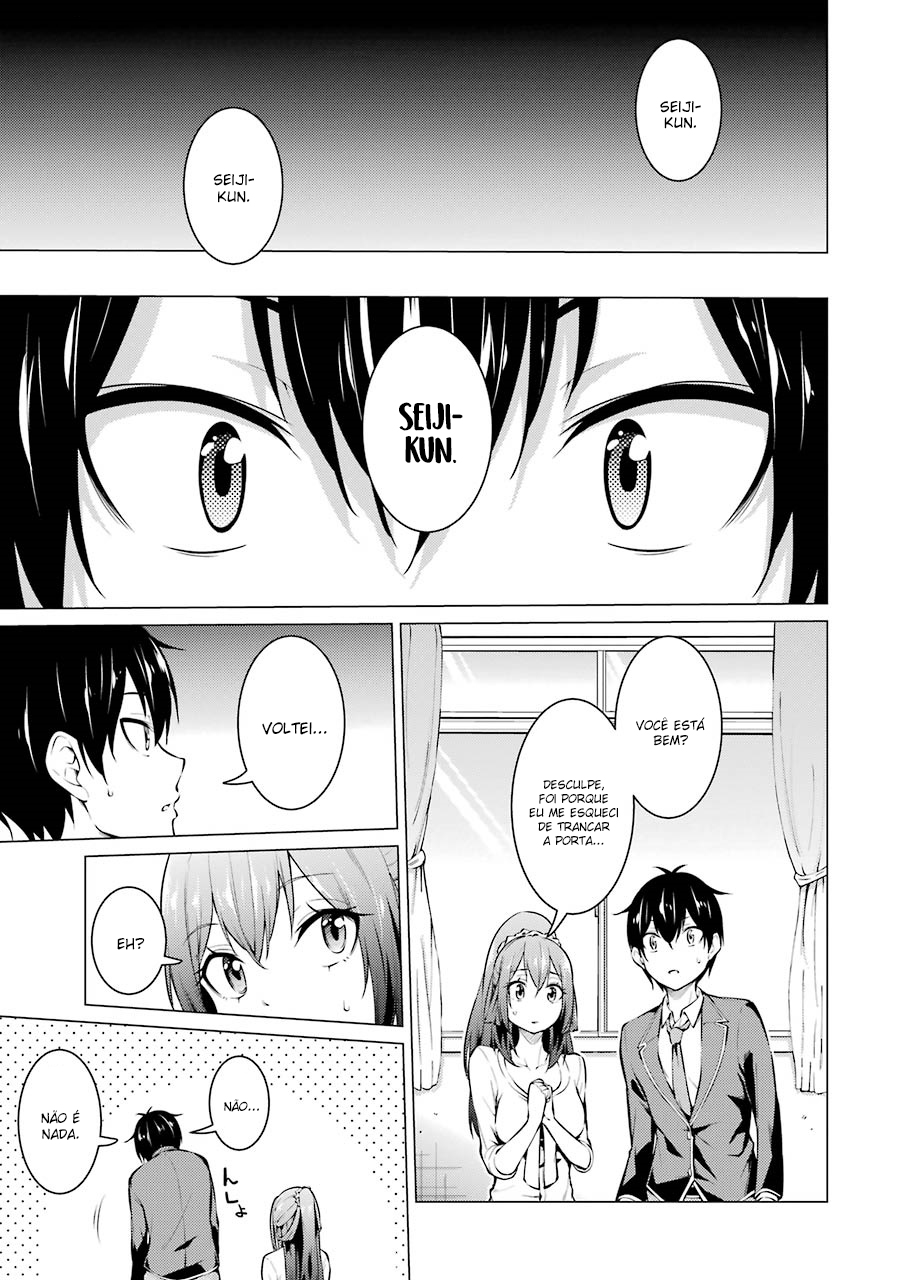 SEIJI-
KUN.
SEIJI-
KUN.
SEIJI-
KUN.
VOCÊ ESTÁ
BEM?
DESCULPE,
FOI PORQUE
EU ME ESQUECI
DE TRANCAR
A PORTA...
VOLTEI...
EH?
NÃO...
NÃO É
NADA.
んしょ